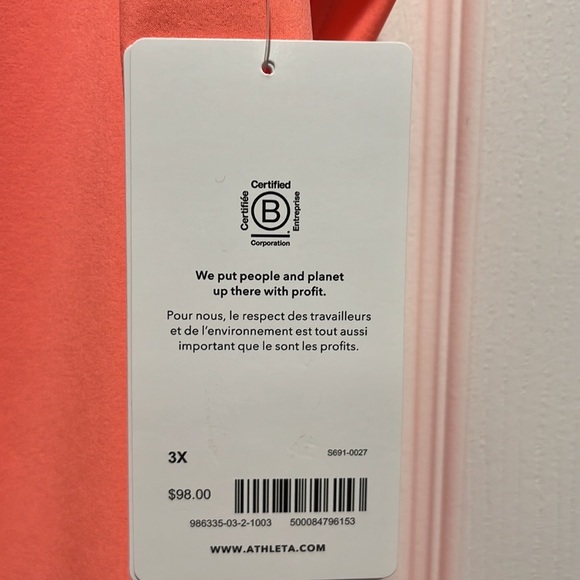 Certified
Certifiée
B
Entreprise
Corporation
We put people and planet
up there with profit.
Pour nous, le respect des travailleurs
et de l'environnement est tout aussi
important que le sont les profits.
3X
S691-0027
$98.00
986335-03-2-1003 500084796153
WWW.ATHLETA.COM